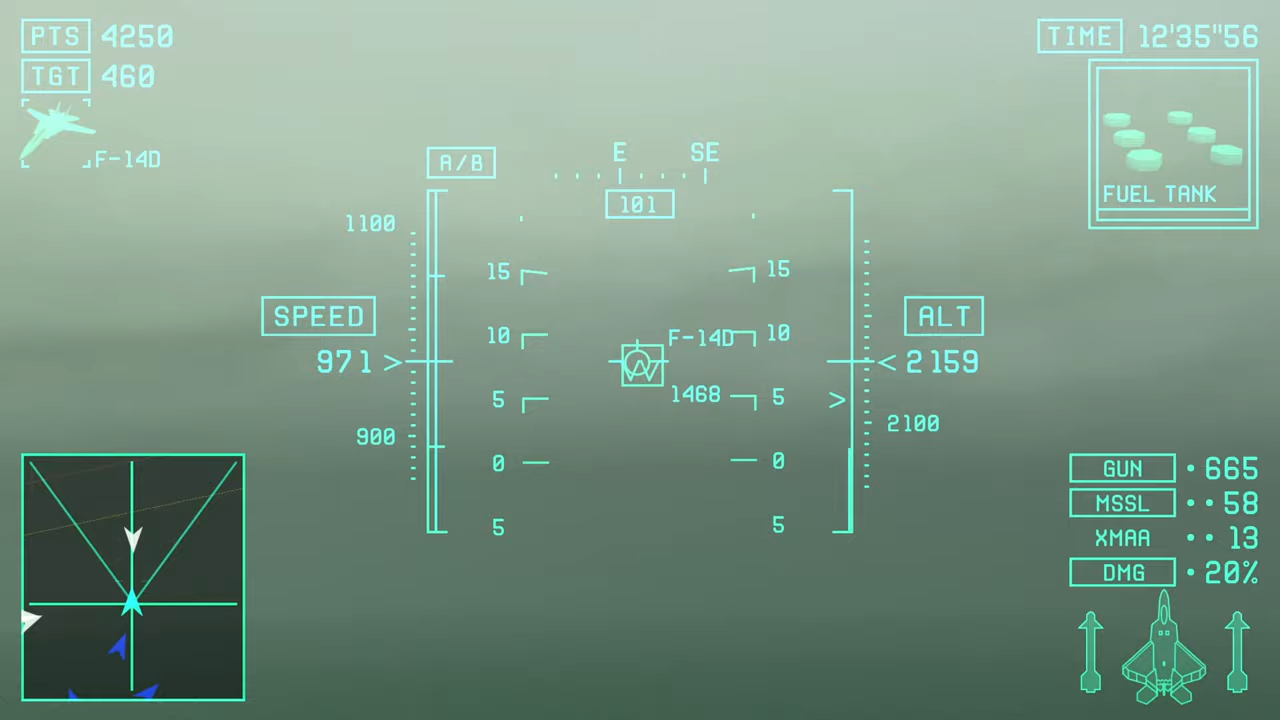 PTS 4250
TIME 12'35"56
TGT 460
F-14D
FUEL TANK
A/B
E SE
101
1100
15 15
SPEED
ALT
10 F-14D 10
971 > < 2159
5 1468 5 >
900
2100
0 0
5 5
GUN 665
MSSL 58
XMAA 13
DMG 20%